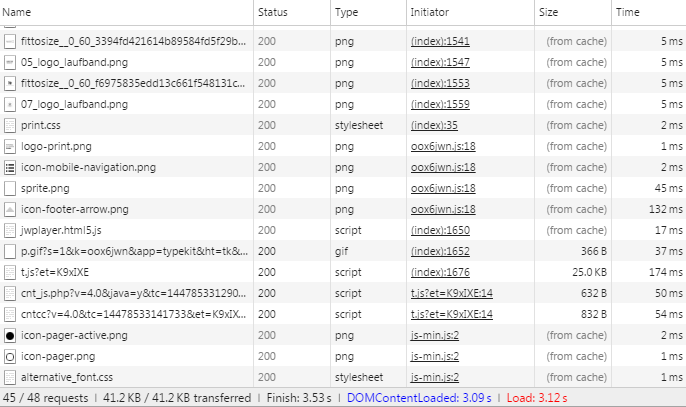 Name Status Type Initiator Size Time
fittosize__0_60_3394fd421614b89584fd5f29b... 200 png (index):1541 (from cache) 5 ms
05_logo_laufband.png 200 png (index):1547 (from cache) 5 ms
fittosize__0_60_f6975835edd13c661f548131c... 200 png (index):1553 (from cache) 5 ms
07_logo_laufband.png 200 png (index):1559 (from cache) 5 ms
print.css 200 stylesheet (index):35 (from cache) 2 ms
logo-print.png 200 png oox6jwn.js:18 (from cache) 1 ms
icon-mobile-navigation.png 200 png oox6jwn.js:18 (from cache) 2 ms
sprite.png 200 png oox6jwn.js:18 (from cache) 45 ms
icon-footer-arrow.png 200 png oox6jwn.js:18 (from cache) 132 ms
jwplayer.html5.js 200 script (index):1650 (from cache) 17 ms
p.gif?s=1&k=oox6jwn&app=typekit&ht=tk&... 200 gif (index):1652 366 B 37 ms
t.js?et=K9xIXE 200 script (index):1676 25.0 KB 174 ms
cnt_js.php?v=4.0&java=y&tc=144785331290... 200 script t.js?et=K9xIXE:14 632 B 50 ms
cntcc?v=4.0&tc=14478533141733&et=K9xIX... 200 script t.js?et=K9xIXE:14 832 B 54 ms
icon-pager-active.png 200 png js-min.js:2 (from cache) 2 ms
icon-pager.png 200 png js-min.js:2 (from cache) 1 ms
alternative_font.css 200 stylesheet js-min.js:2 (from cache) 1 ms
45 / 48 requests | 41.2 KB / 41.2 KB transferred | Finish: 3.53 s | DOMContentLoaded: 3.09 s | Load: 3.12 s